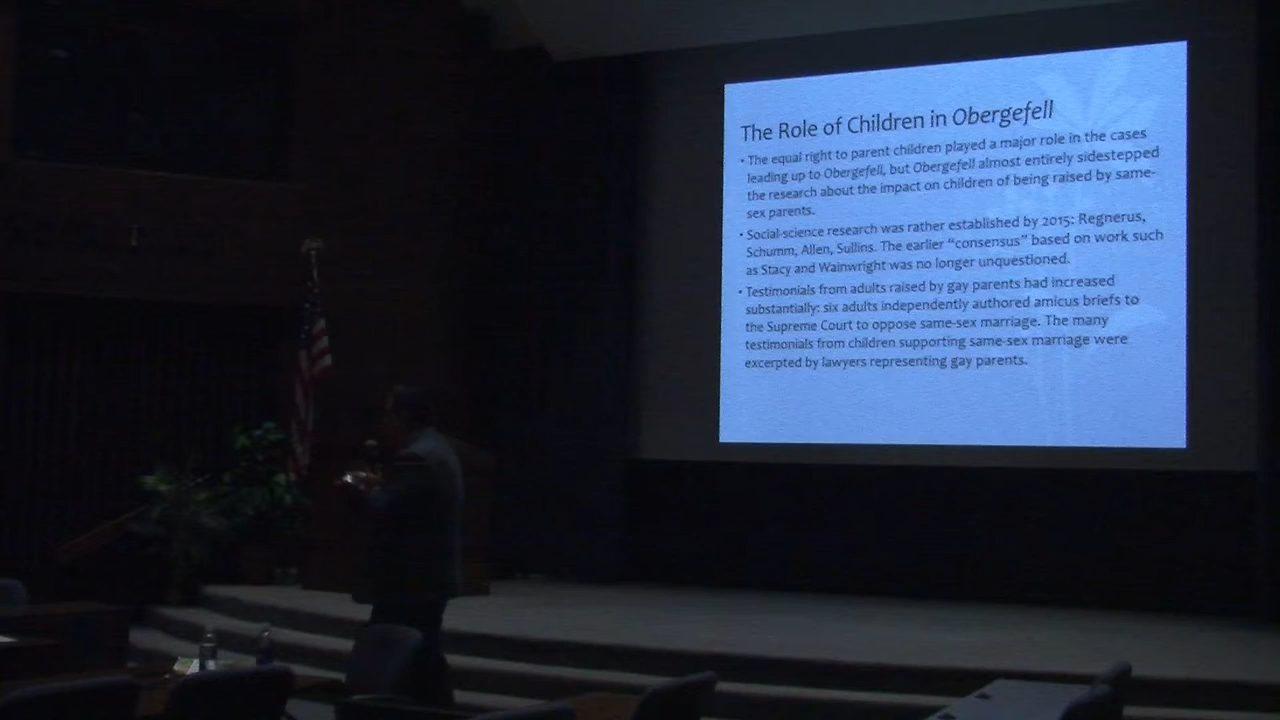 The Role of Children in Obergefell
• The equal right to parent children played a major role in the cases
leading up to Obergefell, but Obergefell almost entirely sidestepped
the research about the impact on children of being raised by same-
sex parents.
• Social-science research was rather established by 2015: Regnerus,
Schumm, Allen, Sullins. The earlier “consensus” based on work such
as Stacy and Wainwright was no longer unquestioned.
• Testimonials from adults raised by gay parents had increased
substantially: six adults independently authored amicus briefs to
the Supreme Court to oppose same-sex marriage. The many
testimonials from children supporting same-sex marriage were
excerpted by lawyers representing gay parents.